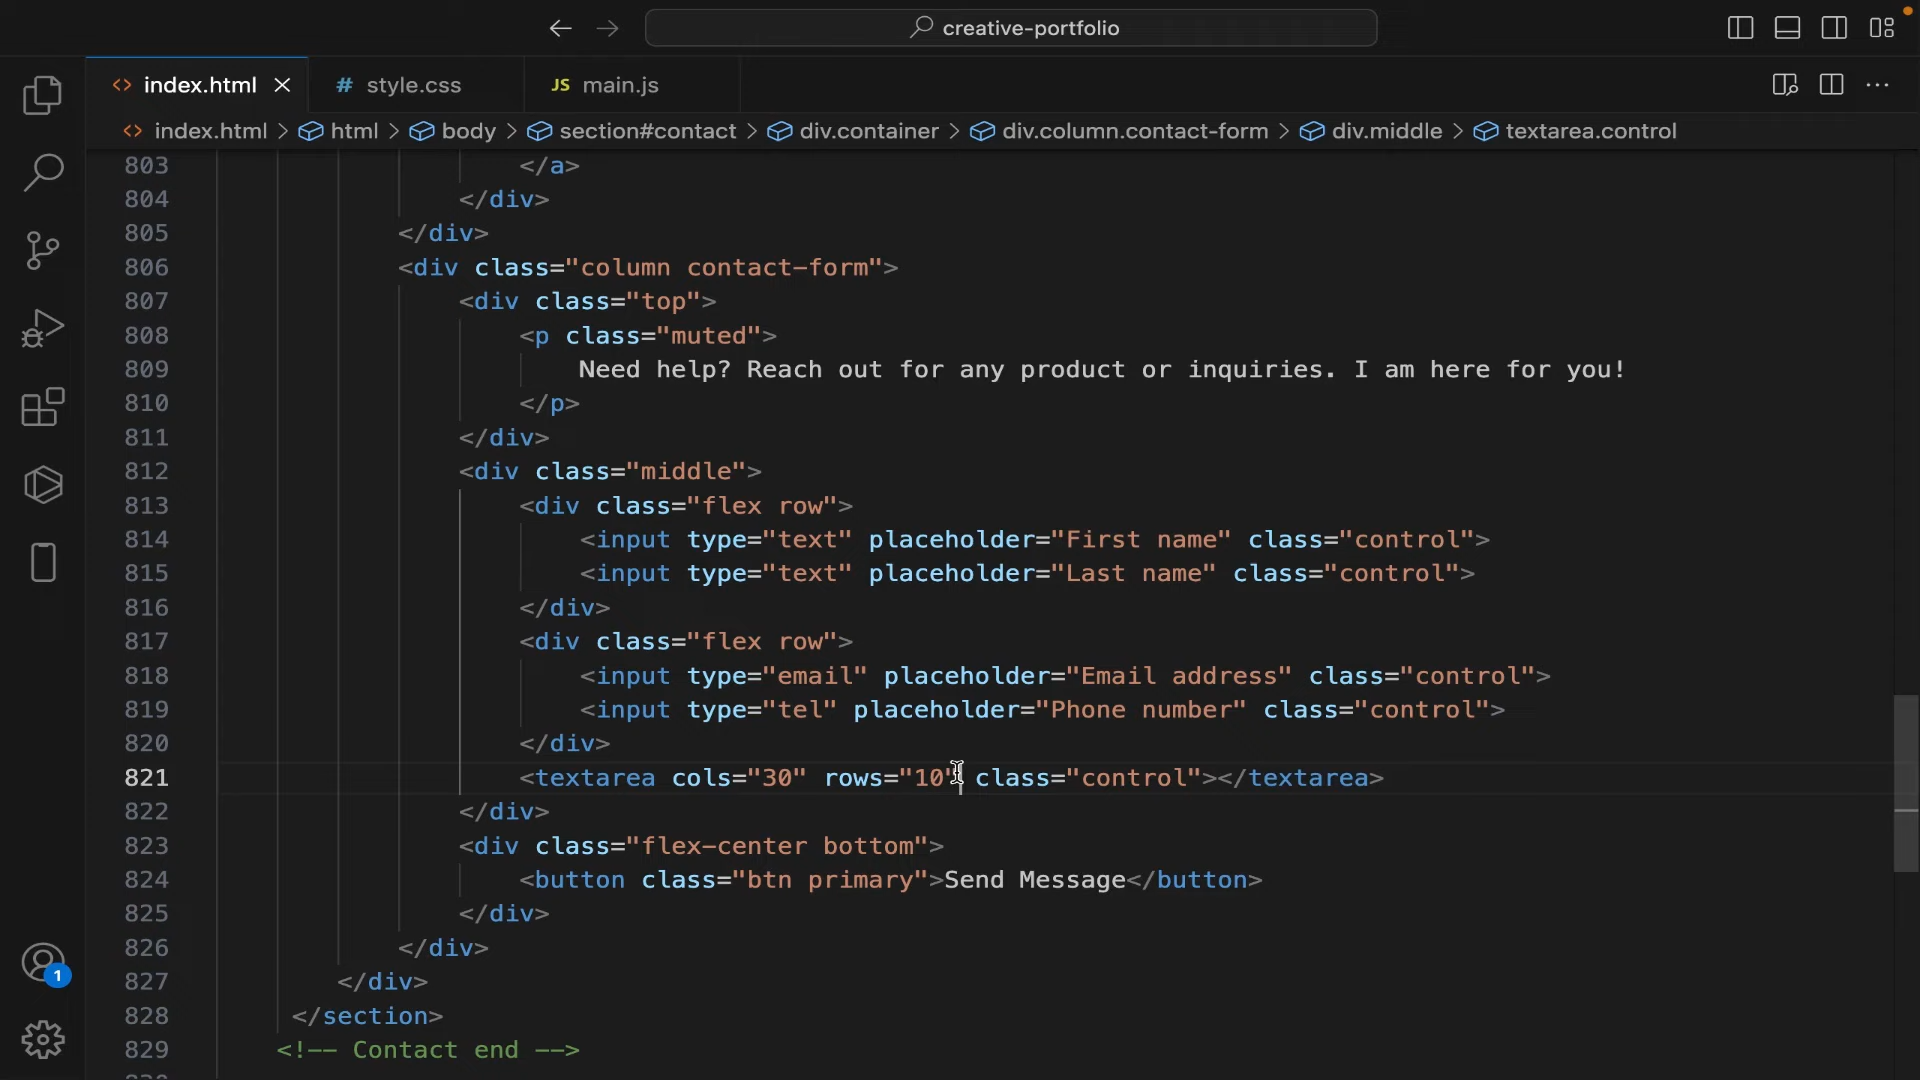 creative-portfolio
index.html
# style.css
JS main.js
<> index.html > html > body > section#contact > div.container > div.column.contact-form > div.middle > textarea.control
803 </a>
804 </div>
805 </div>
806 <div class="column contact-form">
807 <div class="top">
808 <p class="muted">
809 Need help? Reach out for any product or inquiries. I am here for you!
810 </p>
811 </div>
812 <div class="middle">
813 <div class="flex row">
814 <input type="text" placeholder="First name" class="control">
815 <input type="text" placeholder="Last name" class="control">
816 </div>
817 <div class="flex row">
818 <input type="email" placeholder="Email address" class="control">
819 <input type="tel" placeholder="Phone number" class="control">
820 </div>
821 <textarea cols="30" rows="10" class="control"></textarea>
822 </div>
823 <div class="flex-center bottom">
824 <button class="btn primary">Send Message</button>
825 </div>
826 </div>
827 </div>
828 </section>
829 <!-- Contact end -->
1